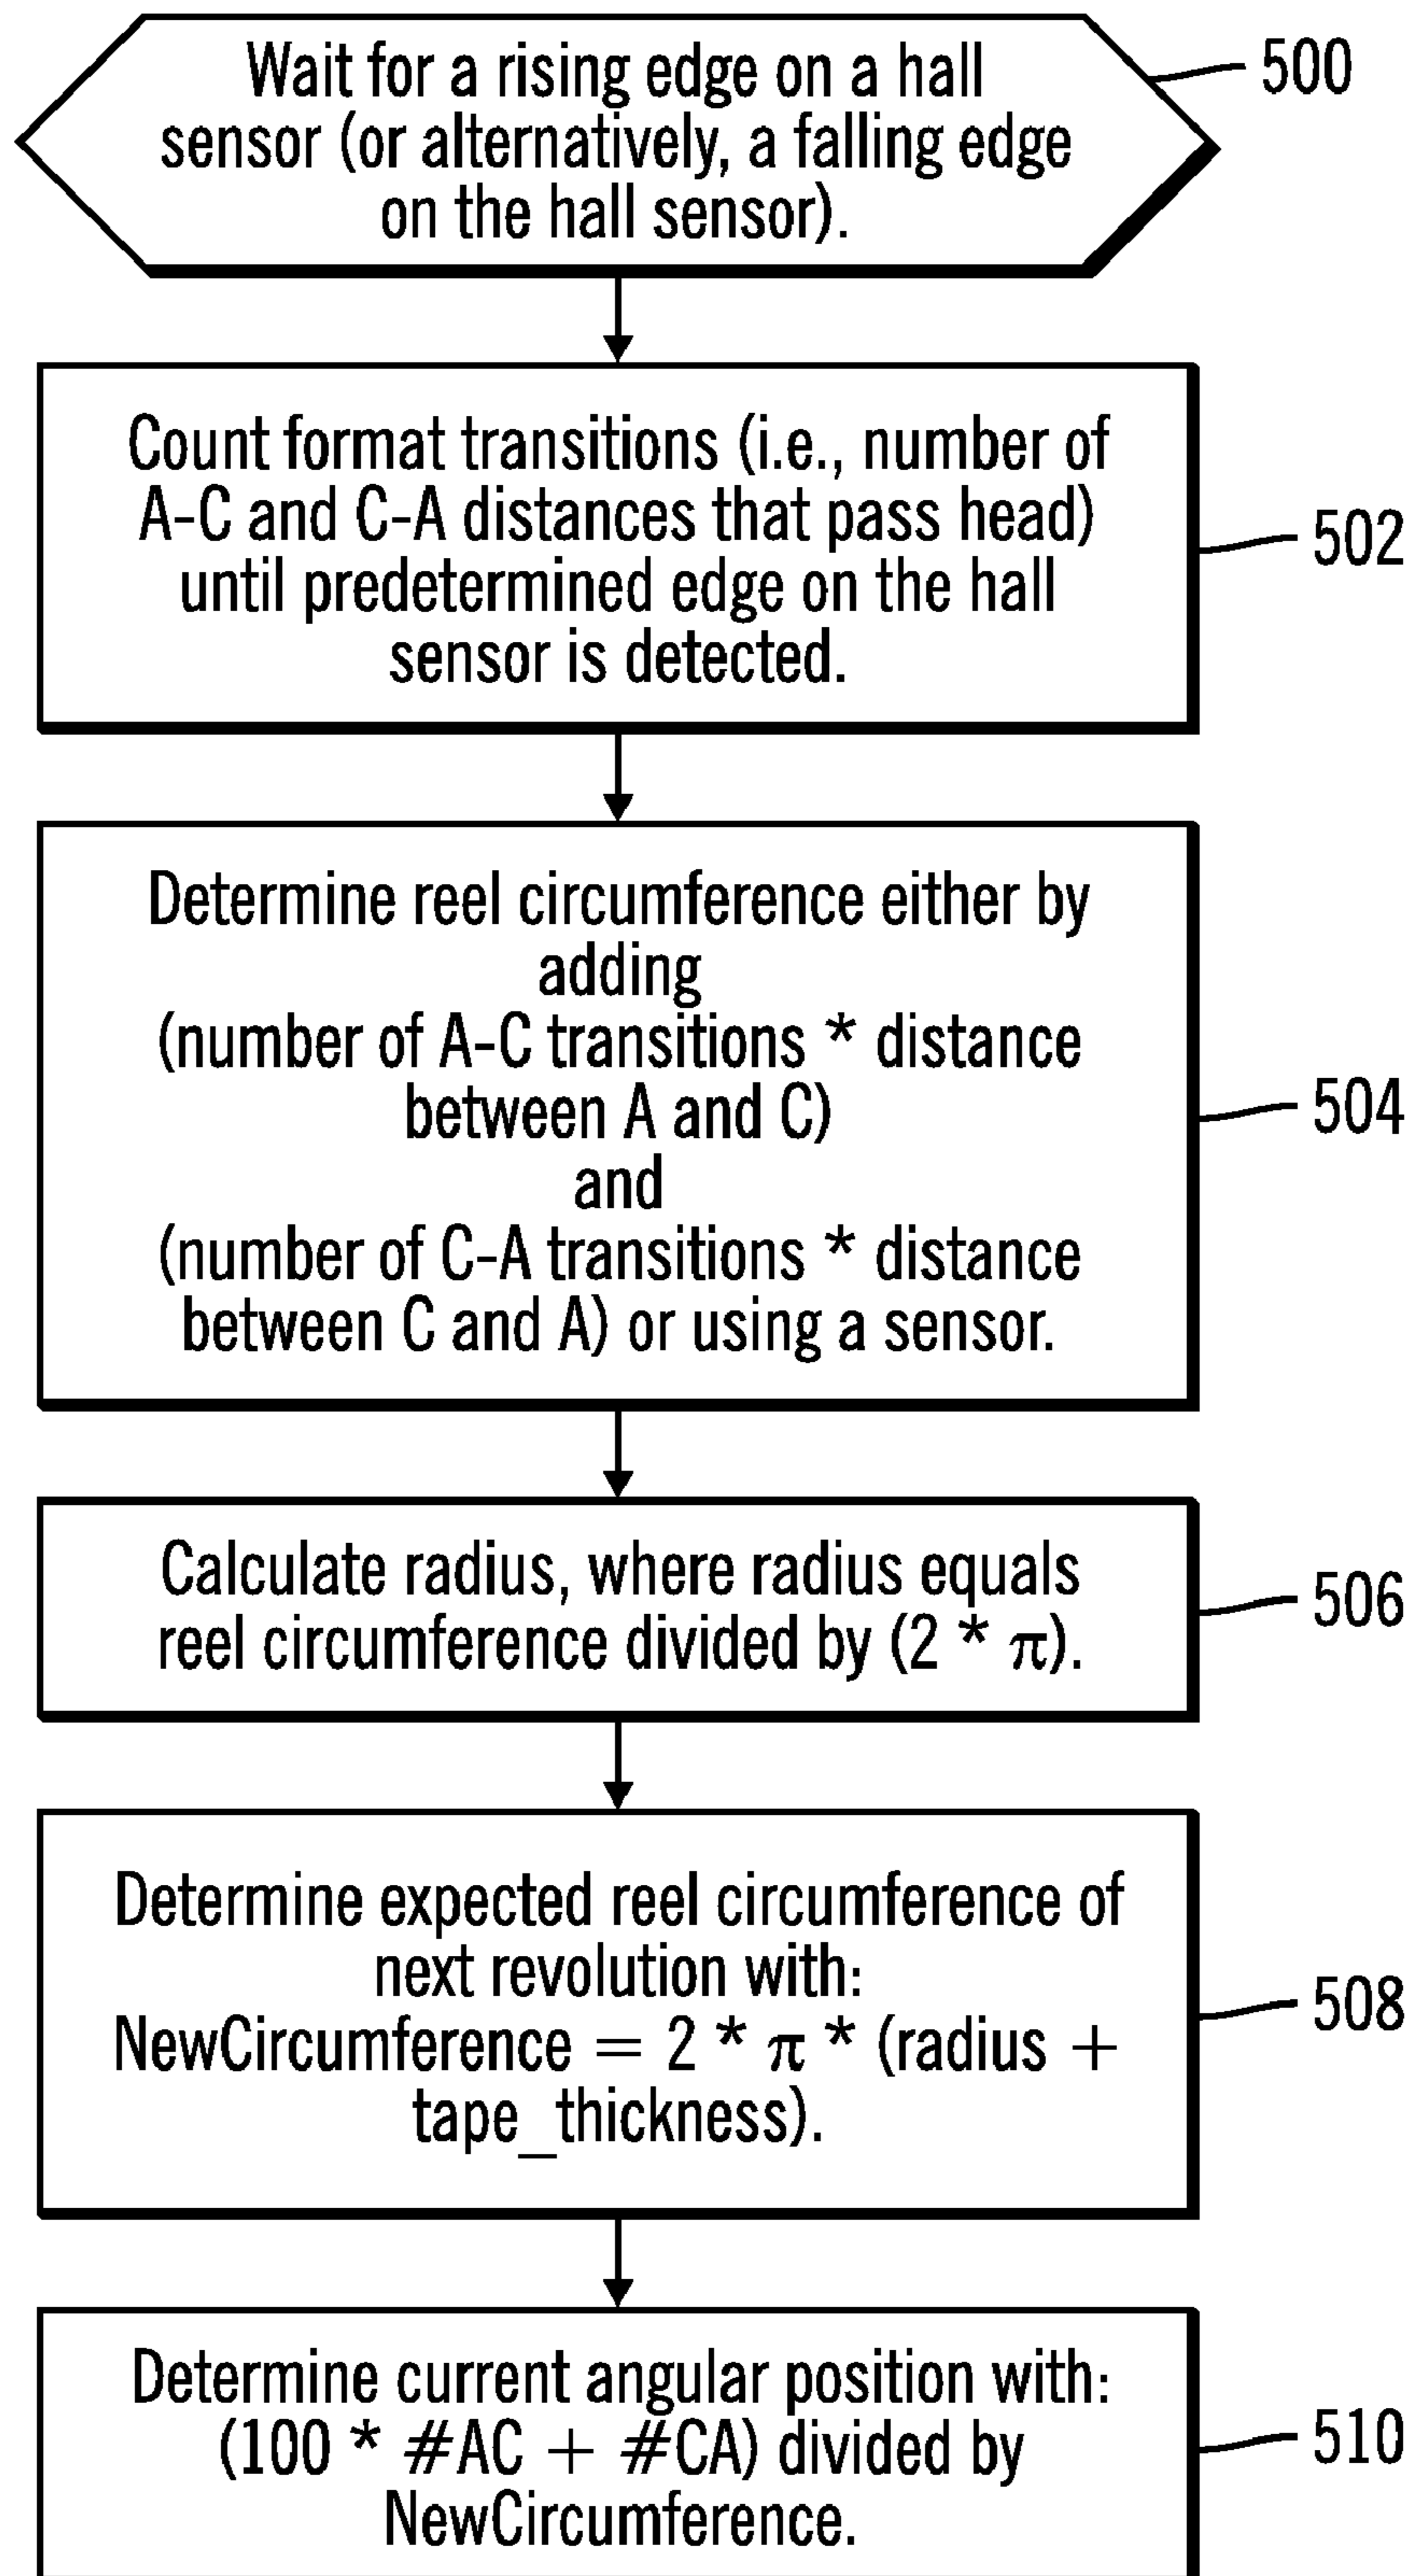 Wait for a rising edge on a hall
sensor (or alternatively, a falling edge
on the hall sensor).
500
Count format transitions (i.e., number of
A-C and C-A distances that pass head)
until predetermined edge on the hall
sensor is detected.
502
Determine reel circumference either by
adding
(number of A-C transitions * distance
between A and C)
and
(number of C-A transitions * distance
between C and A) or using a sensor.
504
Calculate radius, where radius equals
reel circumference divided by (2 * π).
506
Determine expected reel circumference of
next revolution with:
NewCircumference = 2 * π * (radius +
tape_thickness).
508
Determine current angular position with:
(100 * #AC + #CA) divided by
NewCircumference.
510